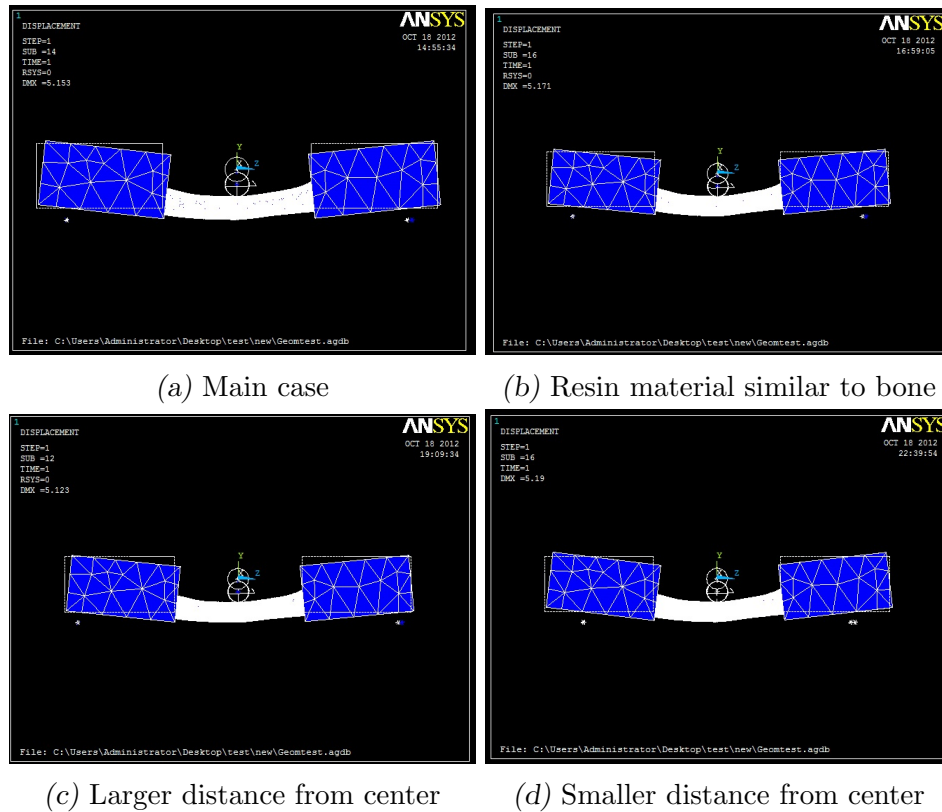 1
ANSYS
DISPLACEMENT
OCT 18 2012
14:55:34
STEP=1
SUB =14
TIME=1
RSYS=0
DMX =5.153
Y
X
Z
File: C:\Users\Administrator\Desktop\test\new\Geomtest.agdb
(a) Main case
1
ANSYS
DISPLACEMENT
OCT 18 2012
16:59:05
STEP=1
SUB =16
TIME=1
RSYS=0
DMX =5.171
Y
X
Z
File: C:\Users\Administrator\Desktop\test\new\Geomtest.agdb
(b) Resin material similar to bone
1
ANSYS
DISPLACEMENT
OCT 18 2012
19:09:34
STEP=1
SUB =12
TIME=1
RSYS=0
DMX =5.123
Y
X
Z
File: C:\Users\Administrator\Desktop\test\new\Geomtest.agdb
(c) Larger distance from center
1
ANSYS
DISPLACEMENT
OCT 18 2012
22:39:54
STEP=1
SUB =16
TIME=1
RSYS=0
DMX =5.19
Y
X
Z
File: C:\Users\Administrator\Desktop\test\new\Geomtest.agdb
(d) Smaller distance from center